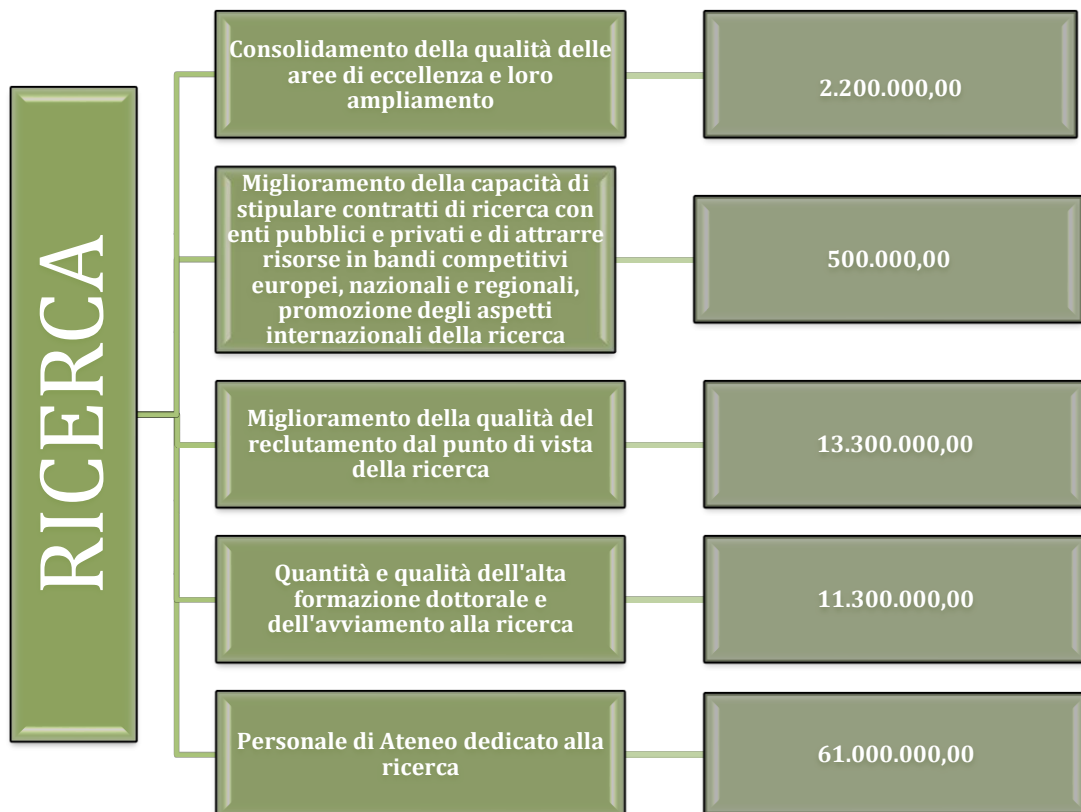 RICERCA
Consolidamento della qualità delle
aree di eccellenza e loro
ampliamento
2.200.000,00
Miglioramento della capacità di
stipulare contratti di ricerca con
enti pubblici e privati e di attrarre
risorse in bandi competitivi
europei, nazionali e regionali,
promozione degli aspetti
internazionali della ricerca
500.000,00
Miglioramento della qualità del
reclutamento dal punto di vista
della ricerca
13.300.000,00
Quantità e qualità dell'alta
formazione dottorale e
dell'avviamento alla ricerca
11.300.000,00
Personale di Ateneo dedicato alla
ricerca
61.000.000,00